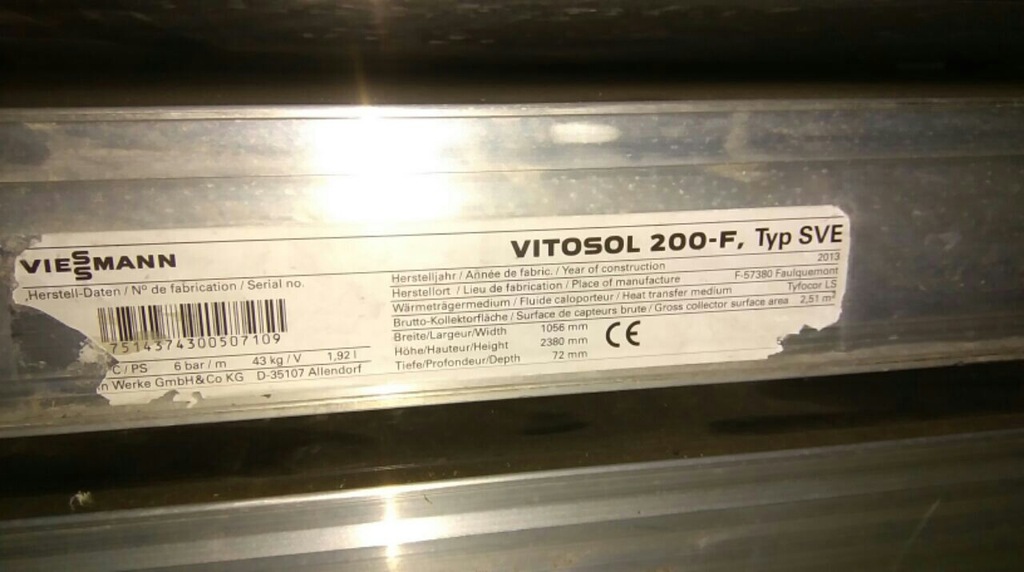 VIESSMANN
Herstell-Daten / Nº de fabrication / Serial no.
7514374300507109
C / PS 6 bar / m 43 kg / V 1,92 l
n Werke GmbH & Co KG D-35107 Allendorf
VITOSOL 200-F, Typ SVE
Herstelljahr / Année de fabric. / Year of construction 2013
Herstellort / Lieu de fabrication / Place of manufacture F-57380 Faulquemont
Wärmeträgermedium / Fluide caloporteur / Heat transfer medium Tyfocor LS
Brutto-Kollektorfläche / Surface de capteurs brute / Gross collector surface area 2,51 m²
Breite/Largeur/Width 1056 mm
Höhe/Hauteur/Height 2380 mm
Tiefe/Profondeur/Depth 72 mm
CE